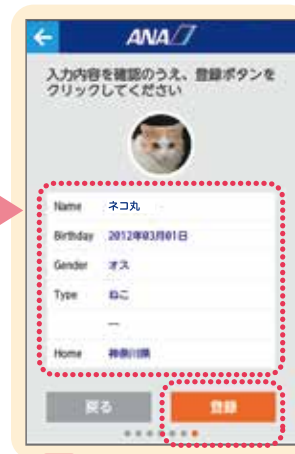 ANA
入力内容を確認のうえ、登録ボタンを
クリックしてください
Name ネコ丸
Birthday 2012年03月01日
Gender オス
Type ねこ
---
Home 神奈川県
戻る 登録